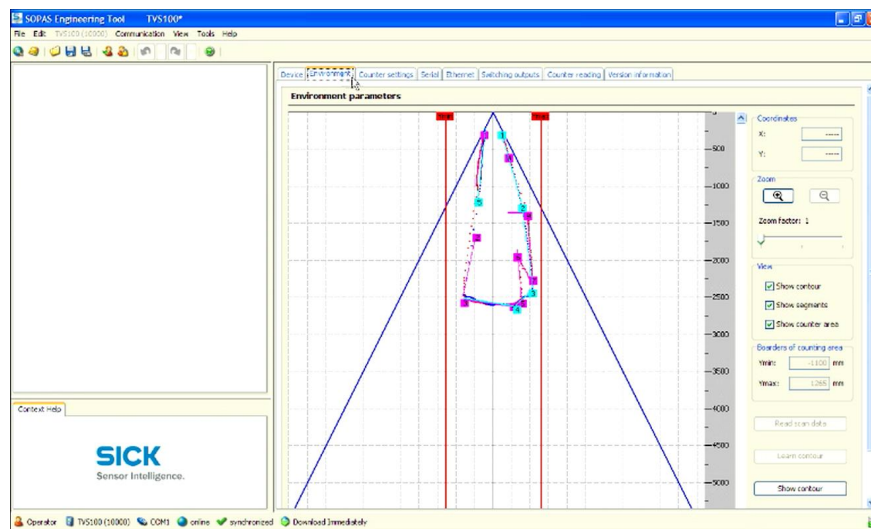 SOPAS Engineering Tool TVS100*
File Edit TVS100 (10000) Communication View Tools Help
Device Environment Counter settings Serial Ethernet Switching outputs Counter reading Version information
Environment parameters
Coordinates
X: -----
Y: -----
Zoom
Zoom factor: 1
View
Show contour
Show segments
Show counter area
Boarders of counting area
Ymin: -1100 mm
Ymax: 1265 mm
Read scan data
Learn contour
Show contour
-500
-1000
-1500
-2000
-2500
-3000
-3500
-4000
-4500
-5000
Context Help
SICK
Sensor Intelligence.
Operator TVS100 (10000) COM1 online synchronized Download Immediately